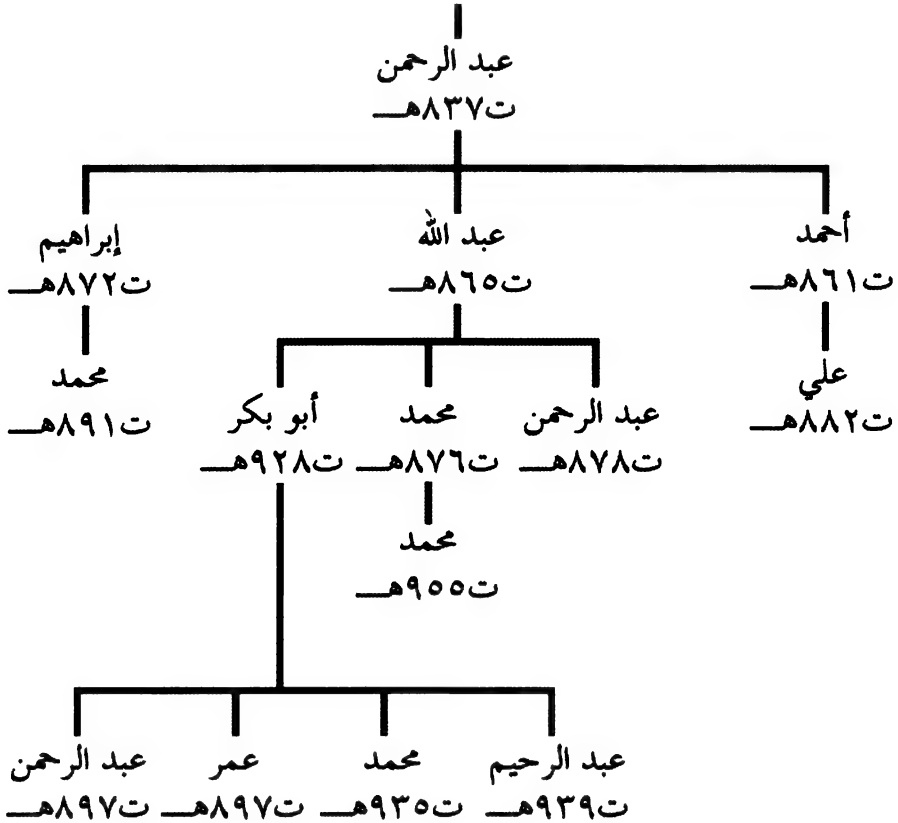 عبد الرحمن
ت٨٣٧هـ
أحمد
ت٨٦١هـ
عبد الله
ت٨٦٥هـ
إبراهيم
ت٨٧٢هـ
علي
ت٨٨٢هـ
محمد
ت٨٩١هـ
عبد الرحمن
ت٨٧٨هـ
محمد
ت٨٧٦هـ
أبو بكر
ت٩٢٨هـ
محمد
ت٩٥٥هـ
عبد الرحيم
ت٩٣٩هـ
محمد
ت٩٣٥هـ
عمر
ت٨٩٧هـ
عبد الرحمن
ت٨٩٧هـ